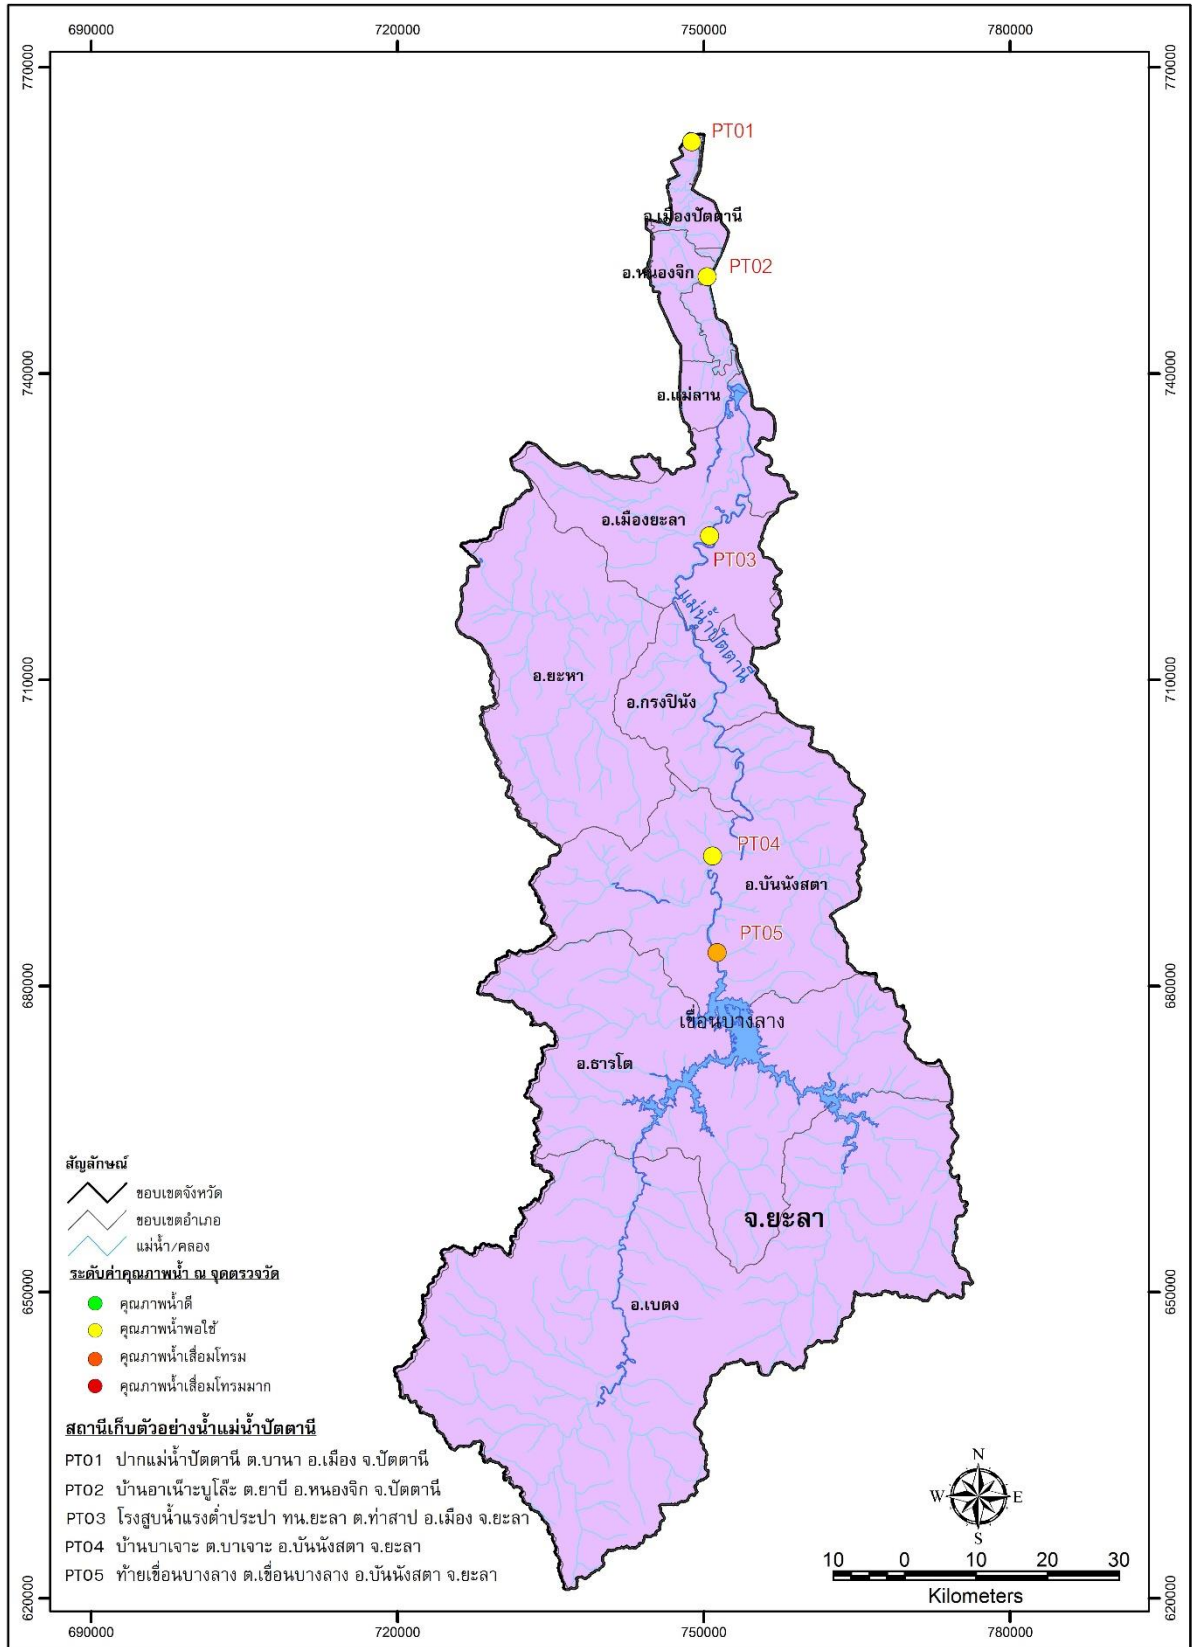 690000 720000 750000 780000
770000 770000
PT01
อ.เมืองปัตตานี
PT02
อ.หนองจิก
740000 740000
อ.แม่ลาน
อ.เมืองยะลา
PT03
แม่น้ำปัตตานี
710000 710000
อ.ยะหา
อ.กรงปินัง
PT04
อ.บันนังสตา
PT05
680000 680000
เขื่อนบางลาง
อ.ธารโต
จ.ยะลา
650000 650000
อ.เบตง
สัญลักษณ์
ขอบเขตจังหวัด
ขอบเขตอำเภอ
แม่น้ำ/คลอง
ระดับค่าคุณภาพน้ำ ณ จุดตรวจวัด
คุณภาพน้ำดี
คุณภาพน้ำพอใช้
คุณภาพน้ำเสื่อมโทรม
คุณภาพน้ำเสื่อมโทรมมาก
สถานีเก็บตัวอย่างน้ำแม่น้ำปัตตานี
PT01 ปากแม่น้ำปัตตานี ต.บานา อ.เมือง จ.ปัตตานี
PT02 บ้านอาเน๊าะบูโล๊ะ ต.ยาบี อ.หนองจิก จ.ปัตตานี
PT03 โรงสูบน้ำแรงต่ำประปา ทน.ยะลา ต.ท่าสาป อ.เมือง จ.ยะลา
PT04 บ้านบาเจาะ ต.บาเจาะ อ.บันนังสตา จ.ยะลา
PT05 ท้ายเขื่อนบางลาง ต.เขื่อนบางลาง อ.บันนังสตา จ.ยะลา
N
W E
S
10 0 10 20 30
Kilometers
620000 620000
690000 720000 750000 780000